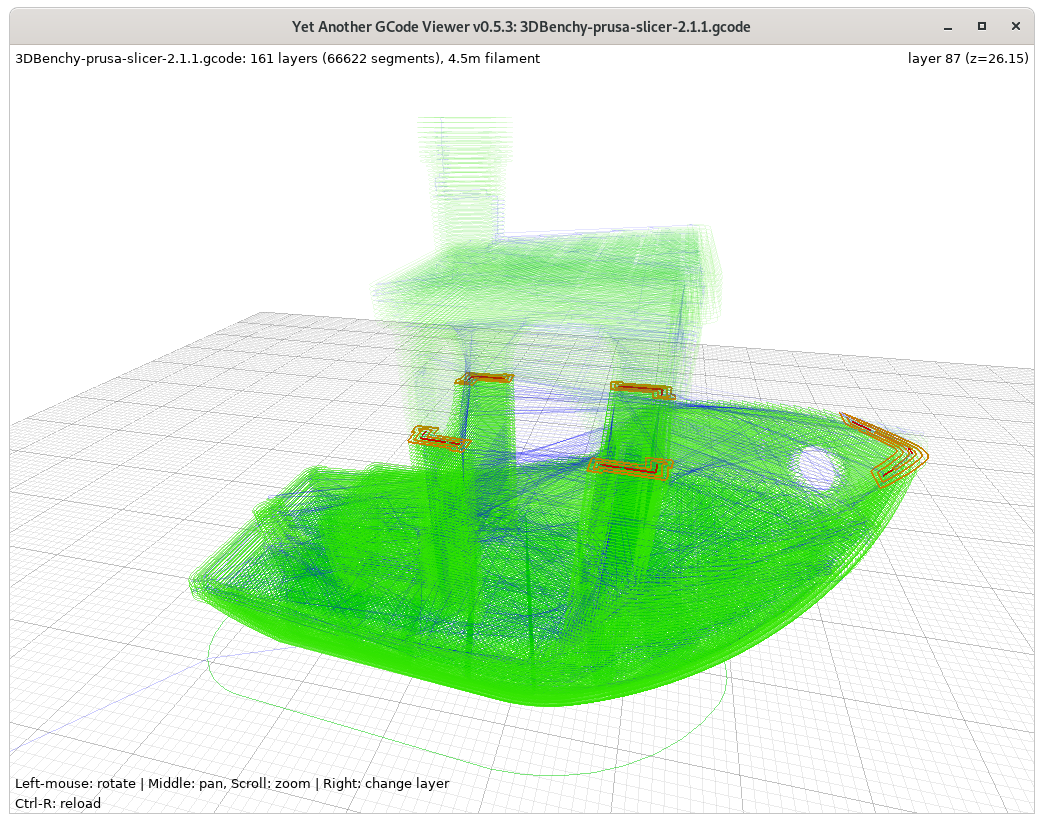 Yet Another GCode Viewer v0.5.3: 3DBenchy-prusa-slicer-2.1.1.gcode
3DBenchy-prusa-slicer-2.1.1.gcode: 161 layers (66622 segments), 4.5m filament
layer 87 (z=26.15)
Left-mouse: rotate | Middle: pan, Scroll: zoom | Right: change layer
Ctrl-R: reload